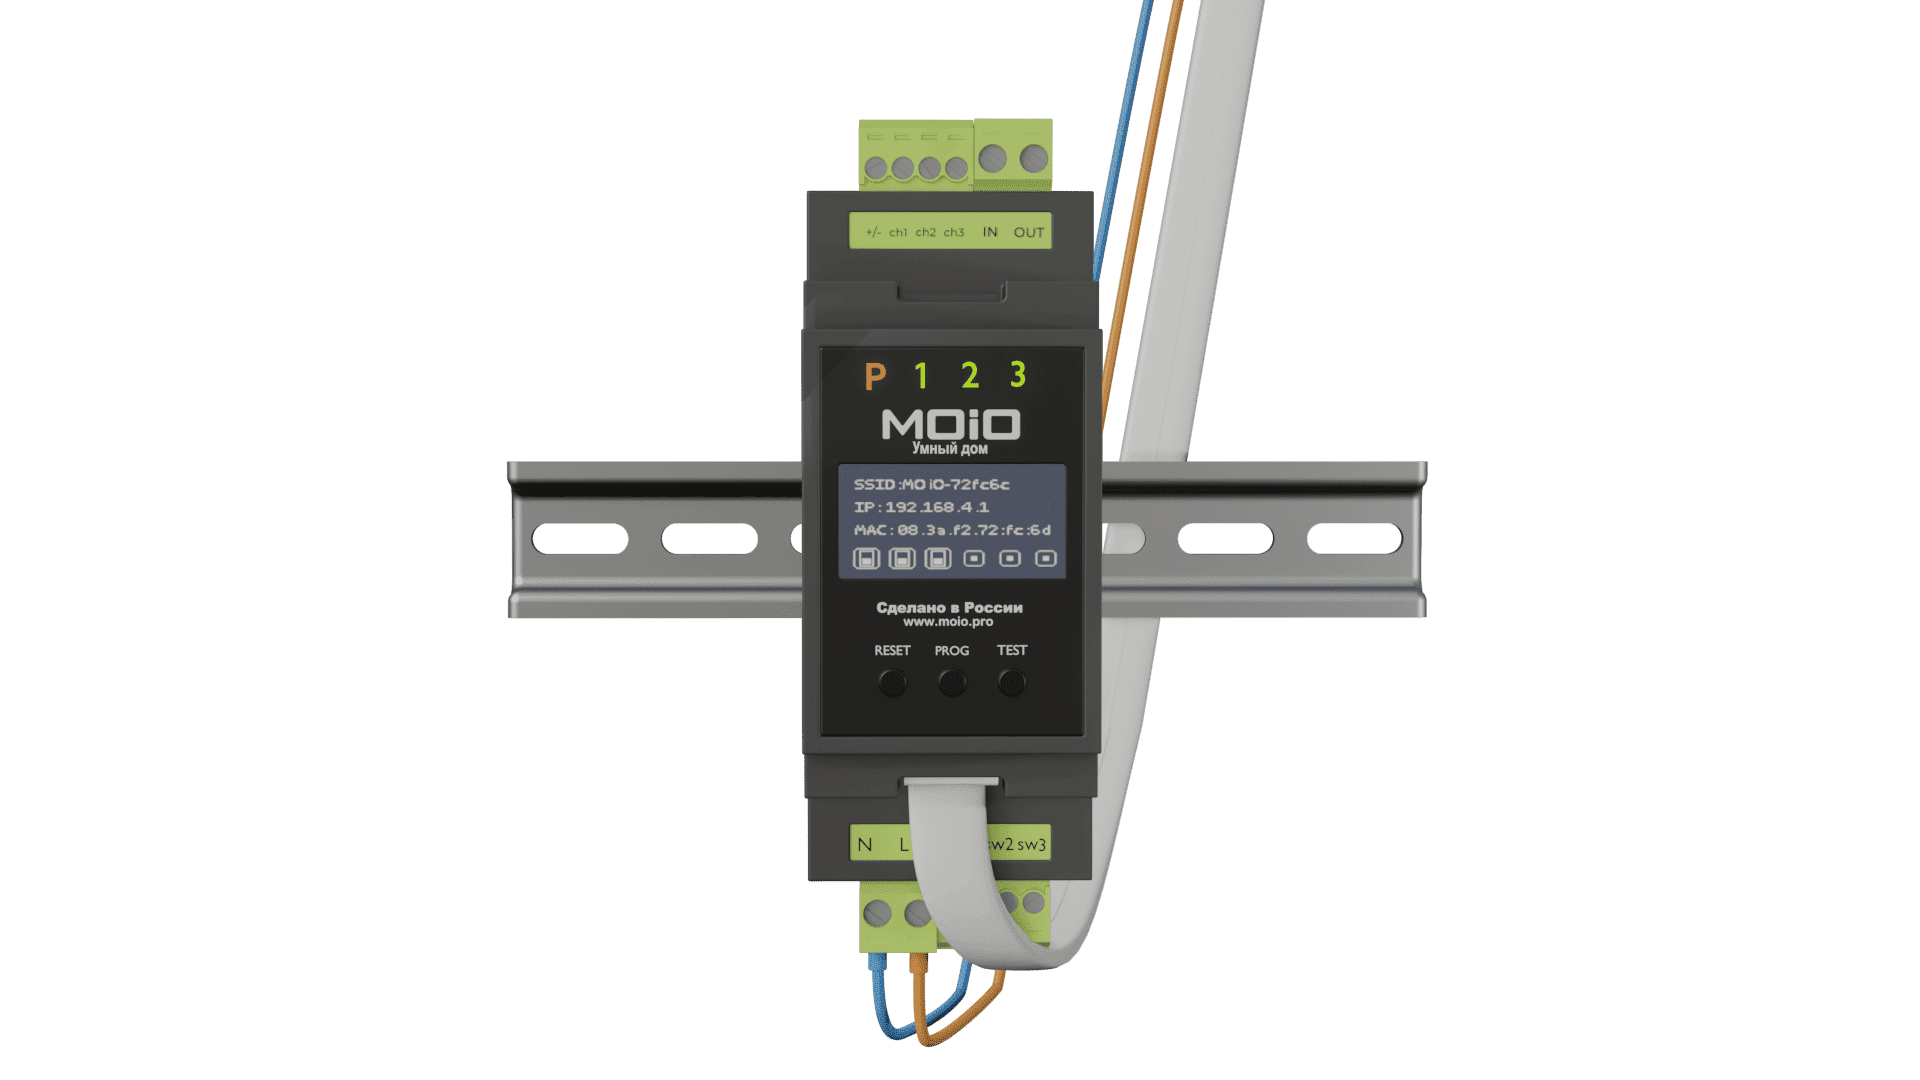 +/- ch1 ch2 ch3 IN OUT
P 1 2 3
MOiO
Умный дом
SSID:MOiO-72fc6c
IP:192.168.4.1
MAC:08.3a.f2.72:fc:6d
Сделано в России
www.moio.pro
RESET PROG TEST
N L sw2 sw3